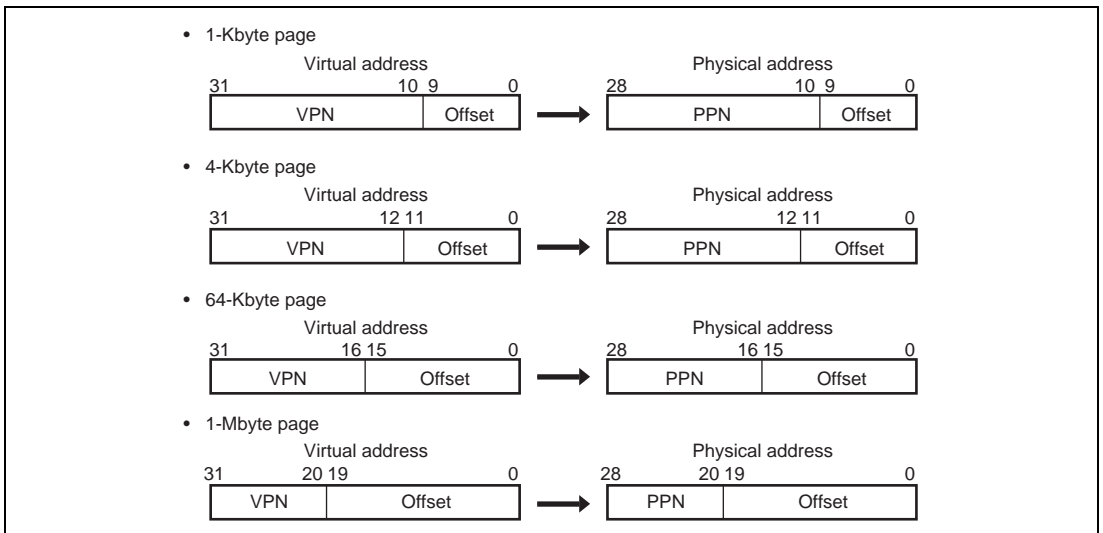 • 1-Kbyte page
Virtual address Physical address
31 10 9 0 28 10 9 0
VPN Offset PPN Offset
• 4-Kbyte page
Virtual address Physical address
31 12 11 0 28 12 11 0
VPN Offset PPN Offset
• 64-Kbyte page
Virtual address Physical address
31 16 15 0 28 16 15 0
VPN Offset PPN Offset
• 1-Mbyte page
Virtual address Physical address
31 20 19 0 28 20 19 0
VPN Offset PPN Offset